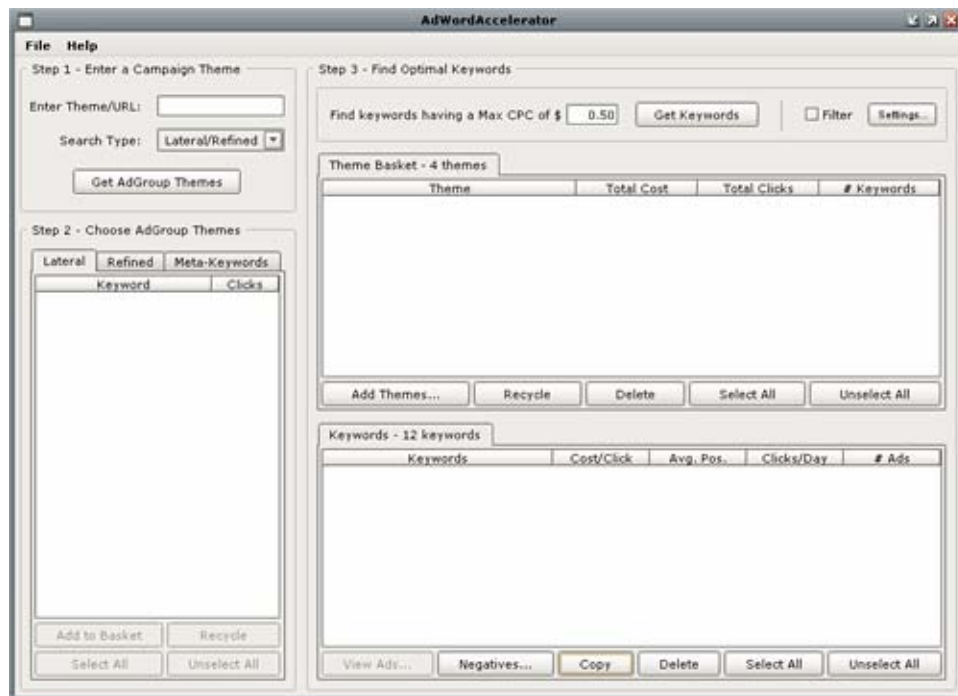 AdWordAccelerator
File Help
Step 1 - Enter a Campaign Theme
Enter Theme/URL:
Search Type: Lateral/Refined
Get AdGroup Themes
Step 2 - Choose AdGroup Themes
Lateral Refined Meta-Keywords
Keyword Clicks
Add to Basket Recycle
Select All Unselect All
Step 3 - Find Optimal Keywords
Find keywords having a Max CPC of $ 0.50 Get Keywords Filter Settings...
Theme Basket - 4 themes
Theme Total Cost Total Clicks # Keywords
Add Themes... Recycle Delete Select All Unselect All
Keywords - 12 keywords
Keywords Cost/Click Avg. Pos. Clicks/Day # Ads
View Ads... Negatives... Copy Delete Select All Unselect All